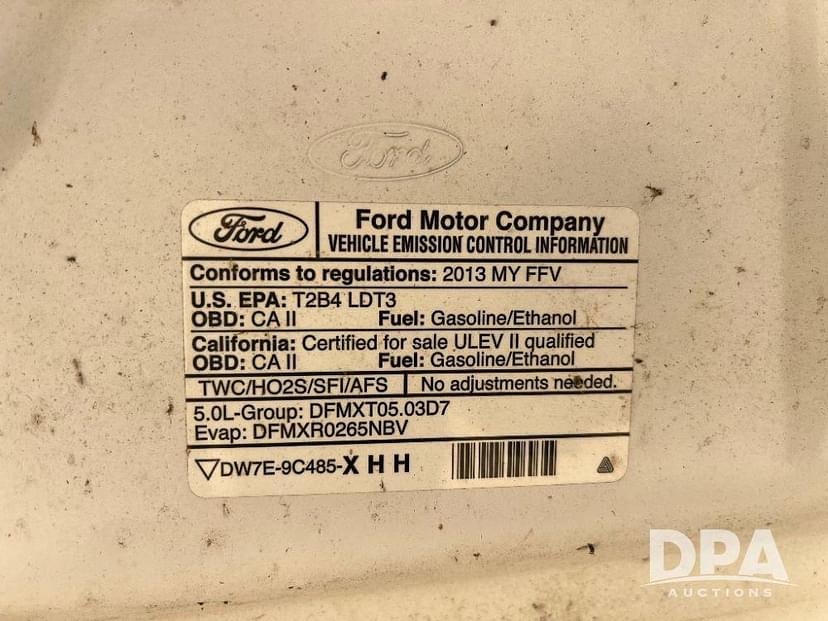 Ford
Ford
Ford Motor Company
VEHICLE EMISSION CONTROL INFORMATION
Conforms to regulations: 2013 MY FFV
U.S. EPA: T2B4 LDT3
OBD: CA II Fuel: Gasoline/Ethanol
California: Certified for sale ULEV II qualified
OBD: CA II Fuel: Gasoline/Ethanol
TWC/HO2S/SFI/AFS No adjustments needed.
5.0L-Group: DFMXT05.03D7
Evap: DFMXR0265NBV
DW7E-9C485-X H H
DPA
AUCTIONS